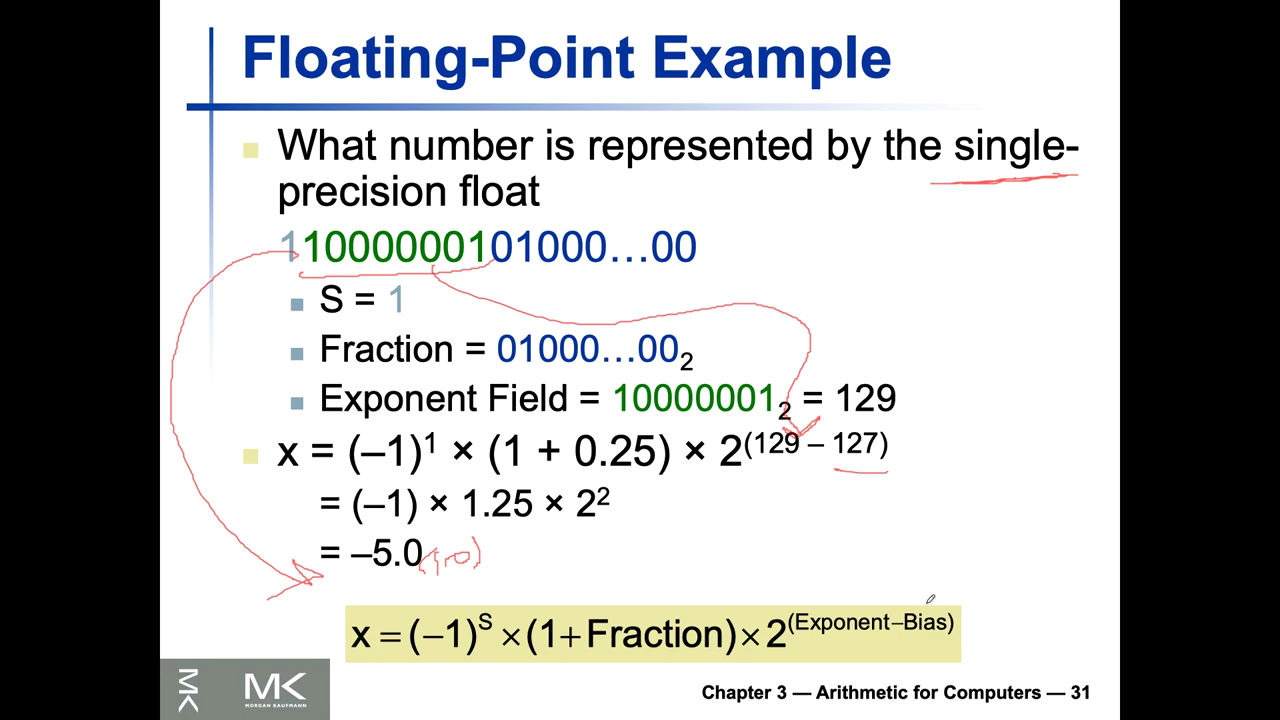 Floating-Point Example
What number is represented by the single-
precision float
11000000101000…00
S = 1
Fraction = 01000…00₂
Exponent Field = 10000001₂ = 129
x = (–1)¹ × (1 + 0.25) × 2^(129 – 127)
= (–1) × 1.25 × 2²
= –5.0
x = (−1)^S × (1+Fraction) × 2^(Exponent−Bias)
MK
MK
MORGAN KAUFMANN
Chapter 3 — Arithmetic for Computers — 31